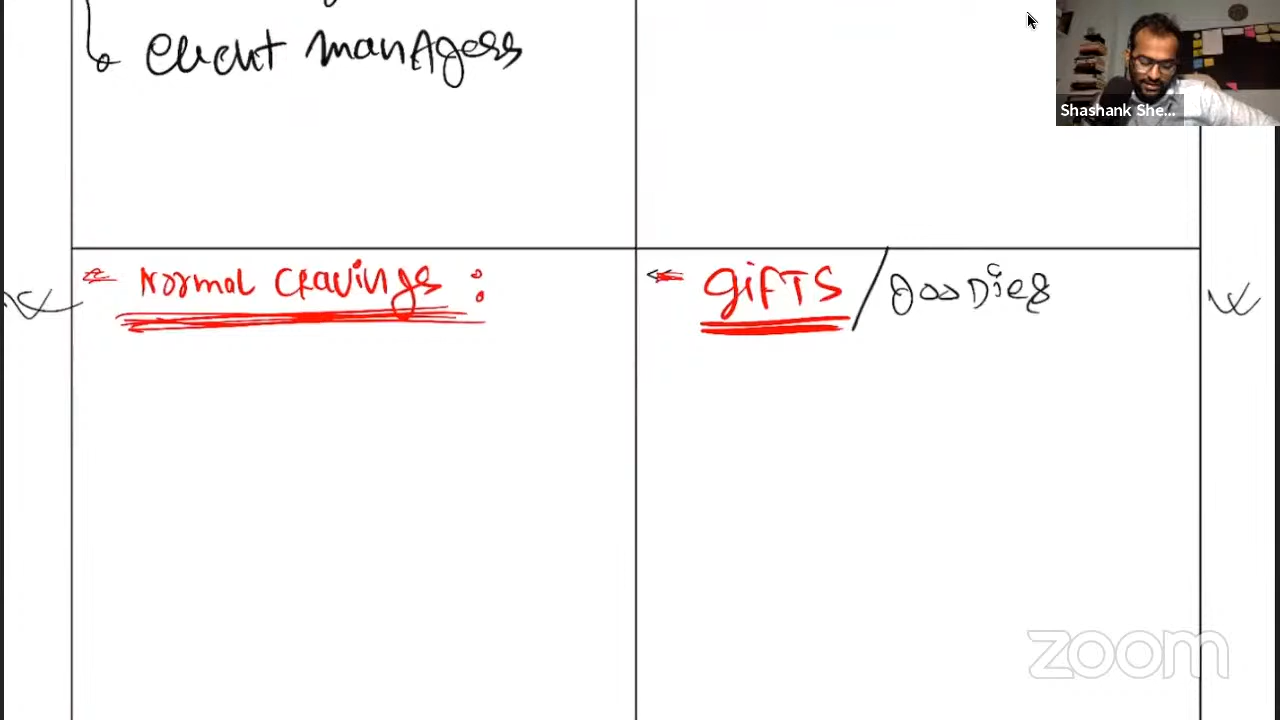 Client managers
Shashank She...
Normal Cravings :
GIFTS / Goodies
zoom